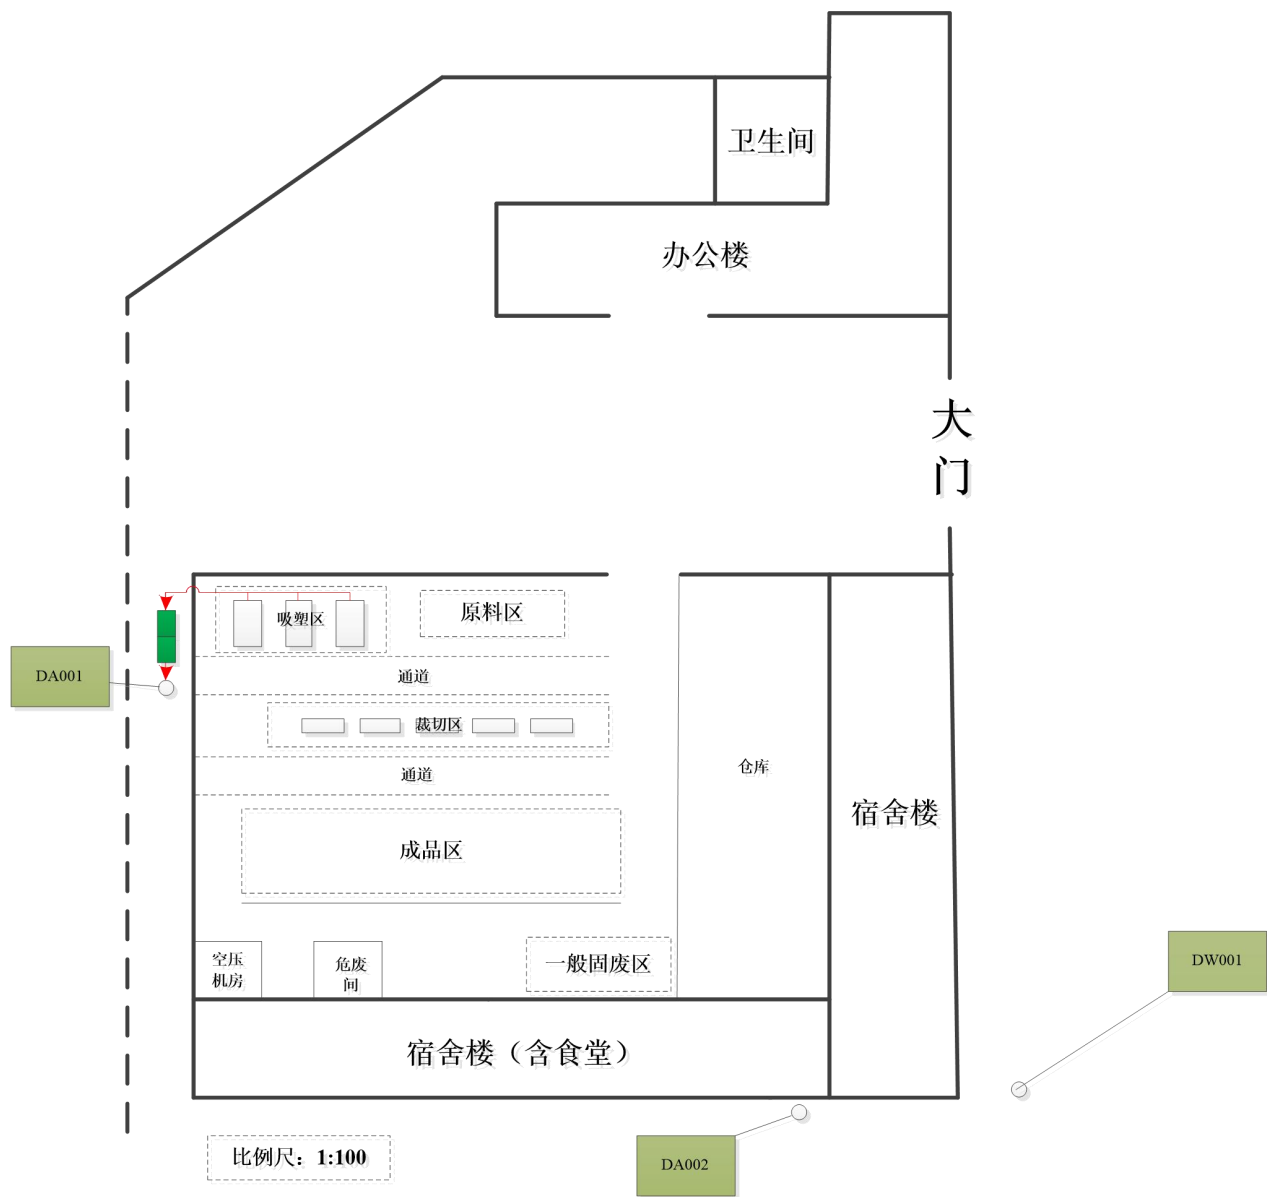 卫生间
办公楼
大
门
吸塑区
原料区
DA001
通道
裁切区
通道
仓库
宿舍楼
成品区
空压
机房
危废
间
一般固废区
DW001
宿舍楼（含食堂）
比例尺：1:100
DA002